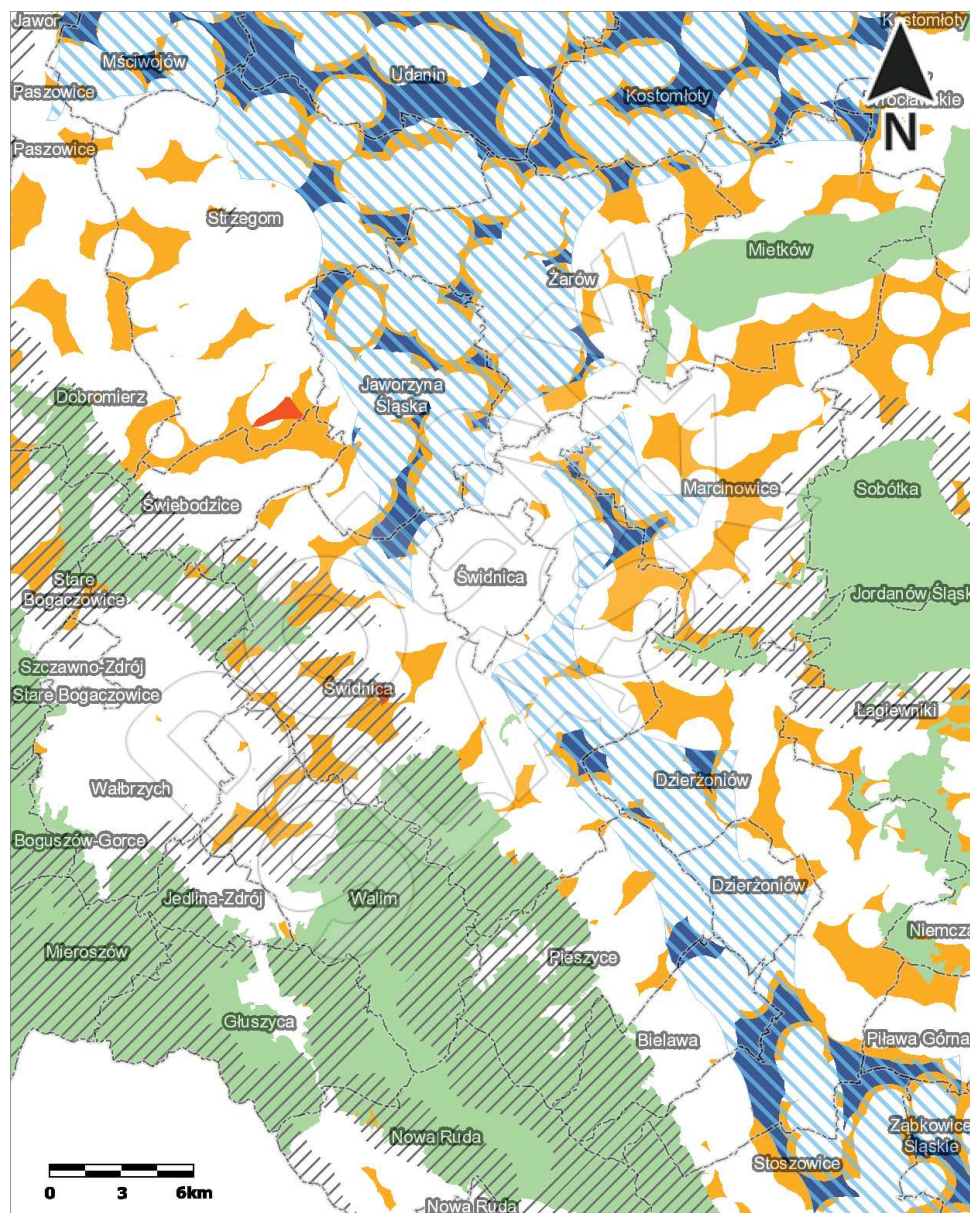 Jawor
Kostomłoty
Mściwojów
Udanin
Paszowice
Kostomłoty
Wrocławskie
N
Paszowice
Strzegom
Mietków
Żarów
Jaworzyna
Śląska
Dobromierz
Marcinowice
Sobótka
Świebodzice
Świdnica
Stare
Bogaczowice
Jordanów Śląsk
Szczawno-Zdrój
Świdnica
Stare Bogaczowice
Łagiewniki
Dzierżoniów
Wałbrzych
Boguszów-Gorce
Dzierżoniów
Jedlina-Zdrój
Walim
Niemcza
Mieroszów
Pieszyce
Głuszyca
Bielawa
Piława Górna
Nowa Ruda
Ząbkowice
Śląskie
Stoszowice
0 3 6km
Nowa Ruda